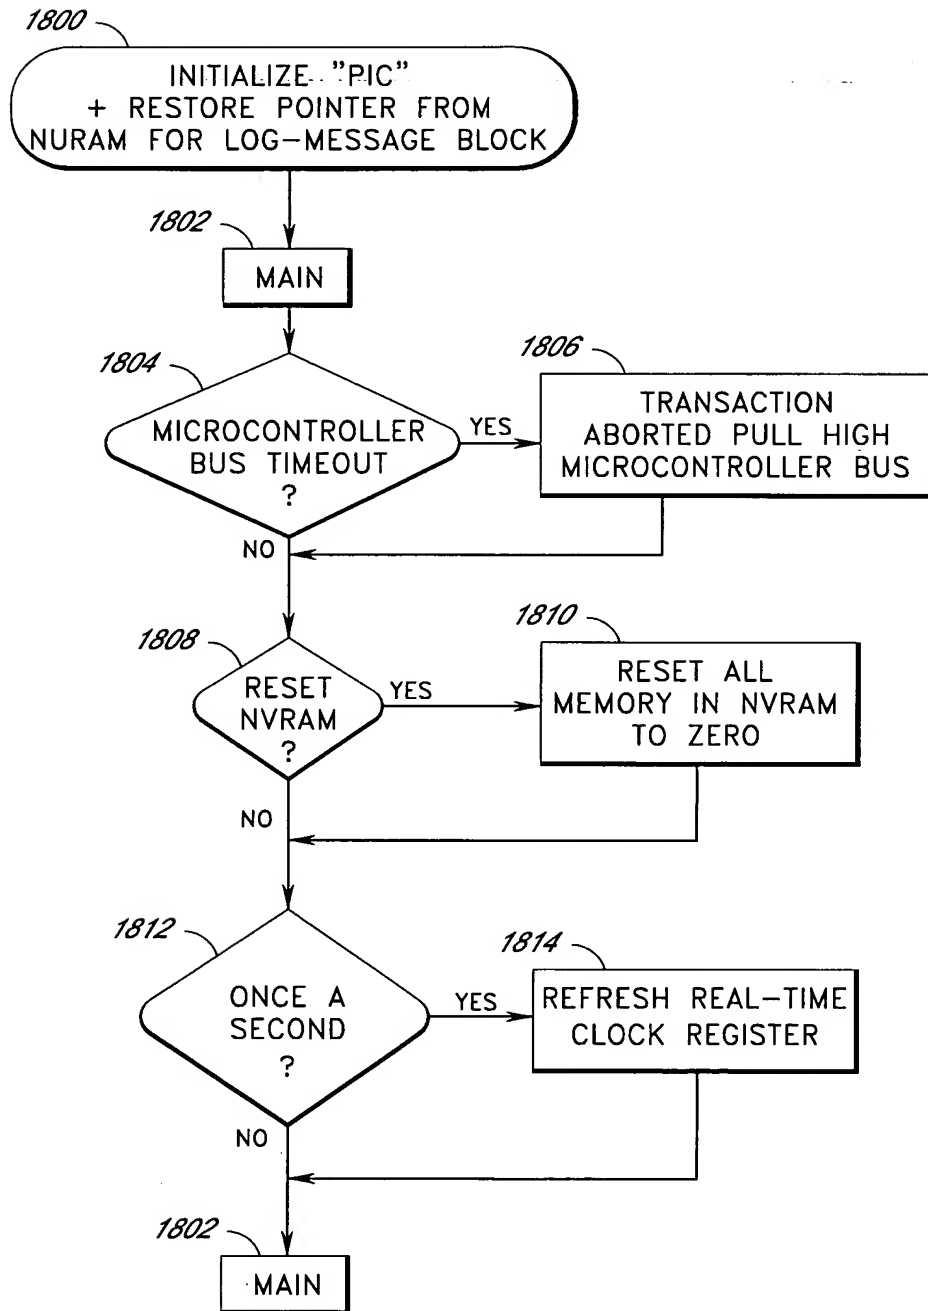 1800
INITIALIZE "PIC"
+ RESTORE POINTER FROM
NURAM FOR LOG-MESSAGE BLOCK
1802
MAIN
1804
MICROCONTROLLER
BUS TIMEOUT
?
YES
1806
TRANSACTION
ABORTED PULL HIGH
MICROCONTROLLER BUS
NO
1808
RESET
NVRAM
?
YES
1810
RESET ALL
MEMORY IN NVRAM
TO ZERO
NO
1812
ONCE A
SECOND
?
YES
1814
REFRESH REAL-TIME
CLOCK REGISTER
NO
1802
MAIN